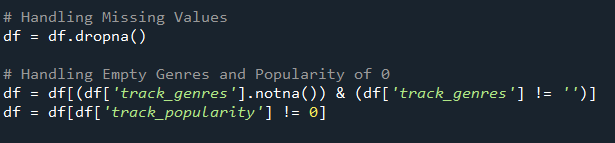 # Handling Missing Values
df = df.dropna()
# Handling Empty Genres and Popularity of 0
df = df[(df['track_genres'].notna()) & (df['track_genres'] != '')]
df = df[df['track_popularity'] != 0]